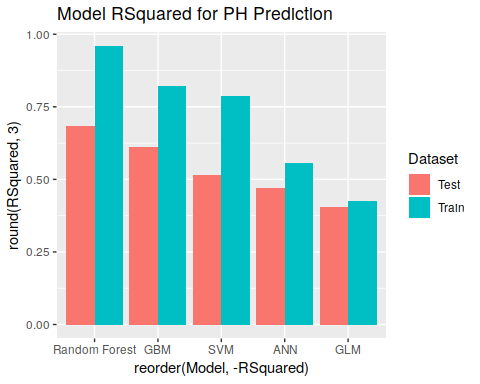 Model RSquared for PH Prediction
round(RSquared, 3)
1.00
0.75
0.50
0.25
0.00
Random Forest GBM SVM ANN GLM
reorder(Model, -RSquared)
Dataset
Test
Train